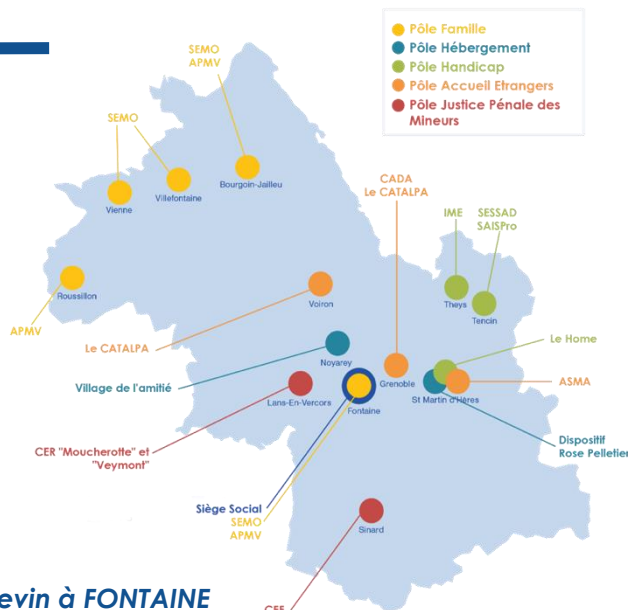 SEMO
APMV
Pôle Famille
Pôle Hébergement
Pôle Handicap
Pôle Accueil Etrangers
Pôle Justice Pénale des
Mineurs
SEMO
Bourgoin-Jailleu
Villefontaine
Vienne
CADA
Le CATALPA
IME
SESSAD
SAISPro
Roussillon
Voiron
Theys
Tencin
APMV
Le CATALPA
Le Home
Noyarey
Village de l'amitié
Lans-En-Vercors
Fontaine
Grenoble
St Martin d'Hères
ASMA
CER "Moucherotte" et
"Veymont"
Dispositif
Rose Pelletier
Siège Social
SEMO
APMV
Sinard
evin à FONTAINE